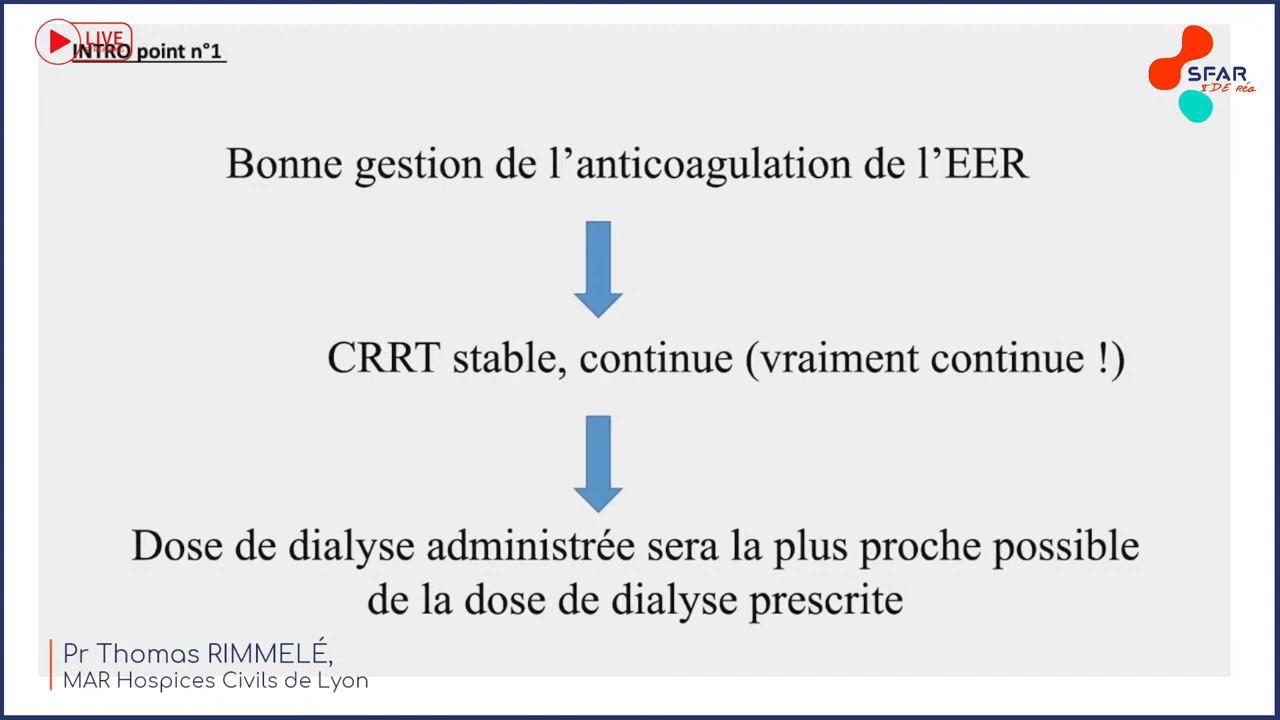 LIVE
INTRO point n°1
SFAR
IDE Réa
Bonne gestion de l’anticoagulation de l’EER
CRRT stable, continue (vraiment continue !)
Dose de dialyse administrée sera la plus proche possible
de la dose de dialyse prescrite
Pr Thomas RIMMELÉ,
MAR Hospices Civils de Lyon